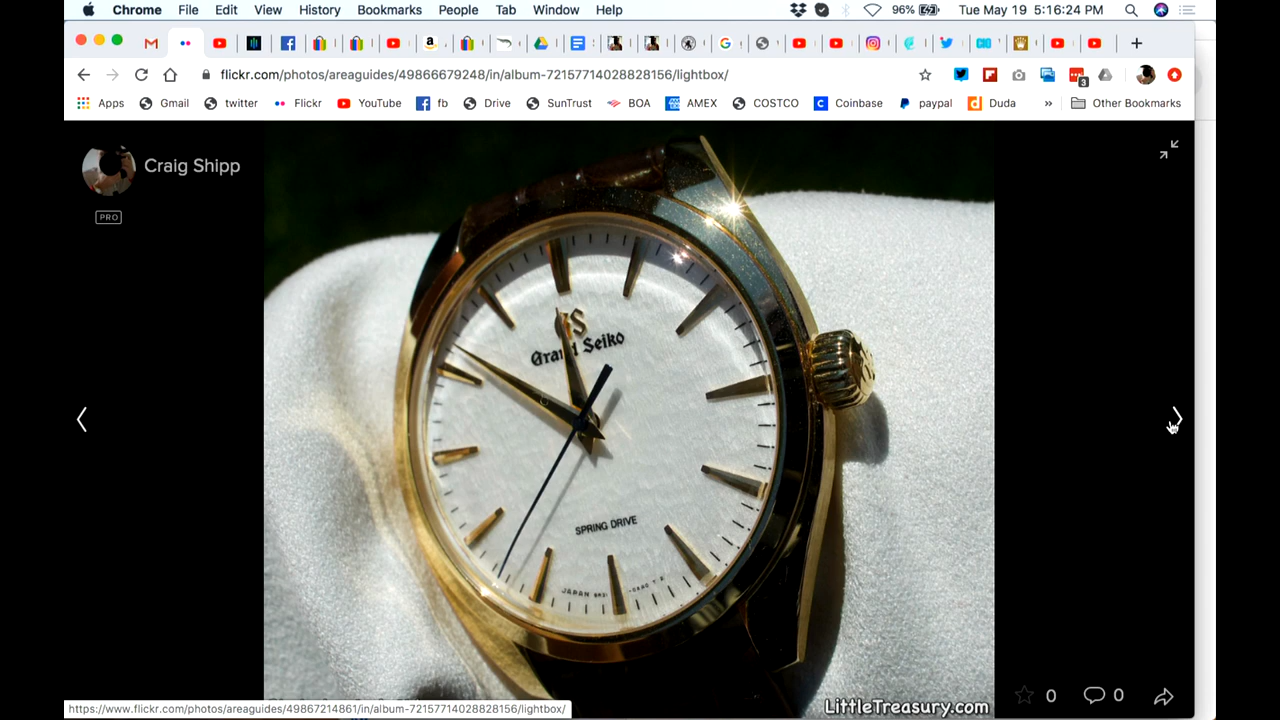 Chrome File Edit View History Bookmarks People Tab Window Help 96% Tue May 19 5:16:24 PM
flickr.com/photos/areaguides/49866679248/in/album-72157714028828156/lightbox/
3
Apps Gmail twitter Flickr YouTube fb Drive SunTrust BOA AMEX COSTCO Coinbase paypal Duda » Other Bookmarks
Craig Shipp
PRO
GS
Grand Seiko
SPRING DRIVE
JAPAN
0 0
LittleTreasury.com
https://www.flickr.com/photos/areaguides/49867214861/in/album-72157714028828156/lightbox/